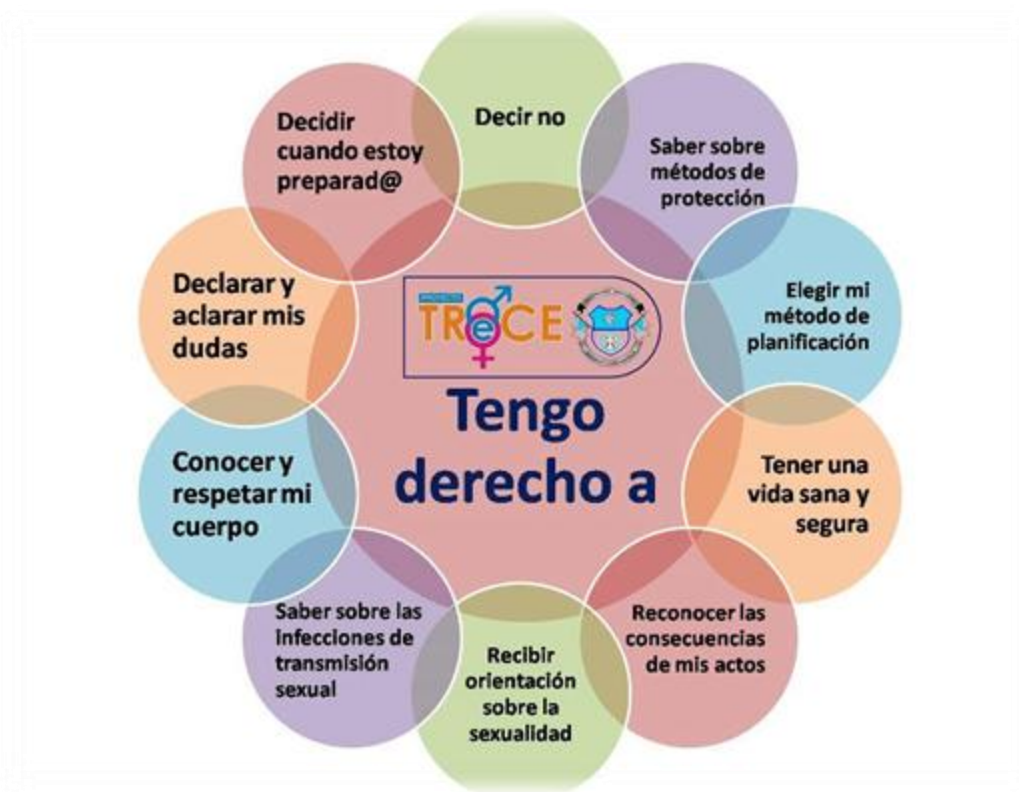 Decir no
Saber sobre
métodos de
protección
Elegir mi
método de
planificación
Tener una
vida sana y
segura
Reconocer las
consecuencias
de mis actos
Recibir
orientación
sobre la
sexualidad
Saber sobre las
infecciones de
transmisión
sexual
Conocer y
respetar mi
cuerpo
Declarar y
aclarar mis
dudas
Decidir
cuando estoy
preparad@
PROYECTO
TReCE
Tengo
derecho a